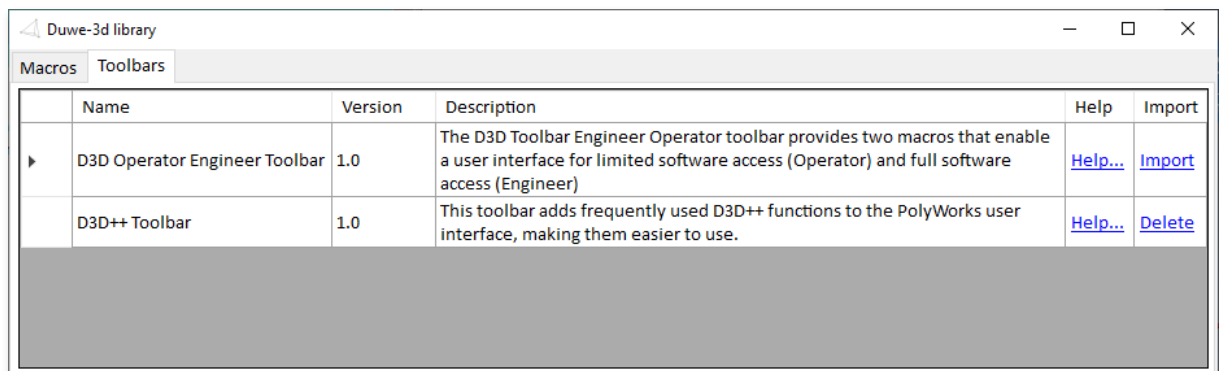 Duwe-3d library
Macros Toolbars
Name Version Description Help Import
D3D Operator Engineer Toolbar 1.0 The D3D Toolbar Engineer Operator toolbar provides two macros that enable
a user interface for limited software access (Operator) and full software
access (Engineer) Help... Import
D3D++ Toolbar 1.0 This toolbar adds frequently used D3D++ functions to the PolyWorks user
interface, making them easier to use. Help... Delete